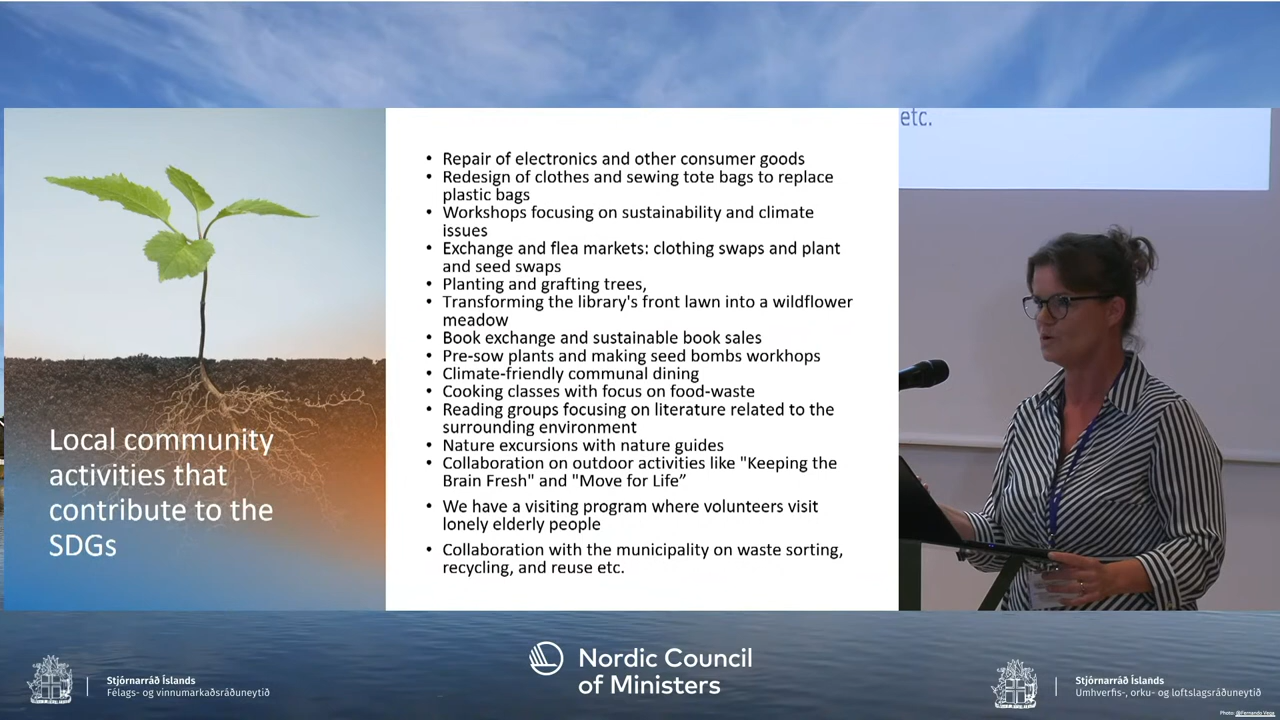 etc.
• Repair of electronics and other consumer goods
• Redesign of clothes and sewing tote bags to replace
plastic bags
• Workshops focusing on sustainability and climate
issues
• Exchange and flea markets: clothing swaps and plant
and seed swaps
• Planting and grafting trees,
• Transforming the library's front lawn into a wildflower
meadow
• Book exchange and sustainable book sales
• Pre-sow plants and making seed bombs workhops
• Climate-friendly communal dining
• Cooking classes with focus on food-waste
• Reading groups focusing on literature related to the
surrounding environment
• Nature excursions with nature guides
• Collaboration on outdoor activities like "Keeping the
Brain Fresh" and "Move for Life”
• We have a visiting program where volunteers visit
lonely elderly people
• Collaboration with the municipality on waste sorting,
recycling, and reuse etc.
Local community
activities that
contribute to the
SDGs
Stjórnarráð Íslands
Félags- og vinnumarkaðsráðuneytið
Nordic Council
of Ministers
Stjórnarráð Íslands
Umhverfis-, orku- og loftslagsráðuneytið
Photo: @Fernando Vega